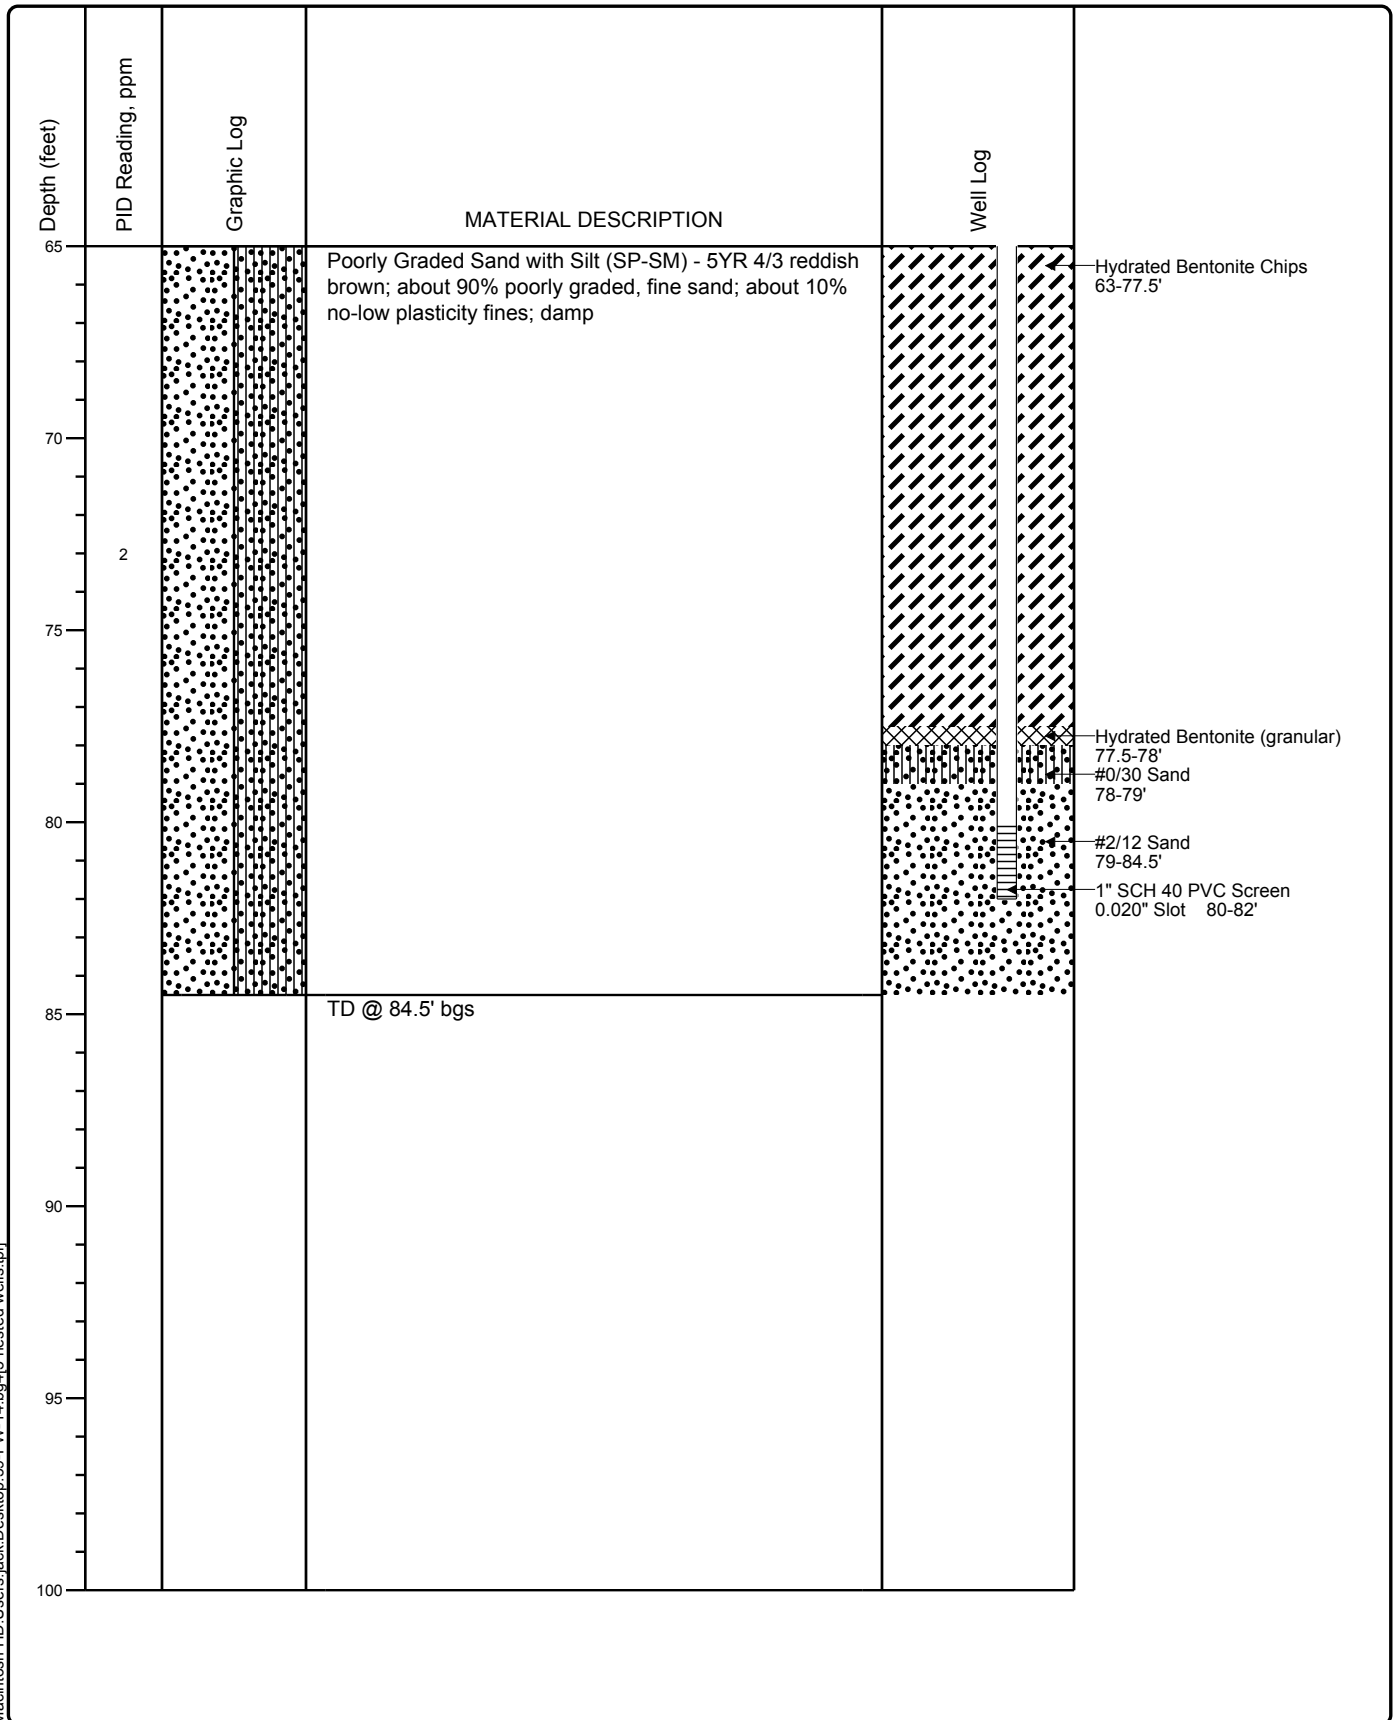 Depth (feet)
PID Reading, ppm
Graphic Log
MATERIAL DESCRIPTION
Well Log
65
Poorly Graded Sand with Silt (SP-SM) - 5YR 4/3 reddish
brown; about 90% poorly graded, fine sand; about 10%
no-low plasticity fines; damp
Hydrated Bentonite Chips
63-77.5'
70
2
75
Hydrated Bentonite (granular)
77.5-78'
#0/30 Sand
78-79'
80
#2/12 Sand
79-84.5'
1" SCH 40 PVC Screen
0.020" Slot 80-82'
TD @ 84.5' bgs
85
90
95
100